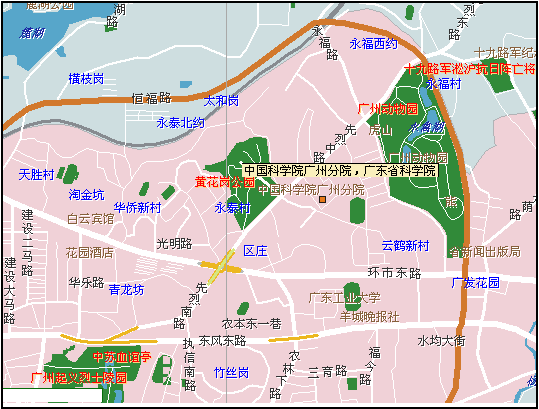 麓湖公园
湖路
麓湖
永福路
永福西约
烈东路
十九路军纪
十九路军淞沪抗日阵亡将
横枝岗
恒福路
太和岗
永福村
永泰北约
广州动物园
虎山
先烈中路
广州动物园
天胜村
黄花岗公园
中国科学院广州分院，广东省科学院
中国科学院广州分院
淘金坑
华侨新村
永泰村
白云宾馆
建设二马路
建设大马路
花园酒店
光明路
区庄
云鹤新村
省新闻出版局
环市东路
华乐路
青龙坊
先烈南路
广东工业大学
广发花园
羊城晚报社
农本东一巷
东风东路
水均大街
中苏血谊亭
执信南路
农林下路
福今路
竹丝岗
三育路
广州起义烈士陵园